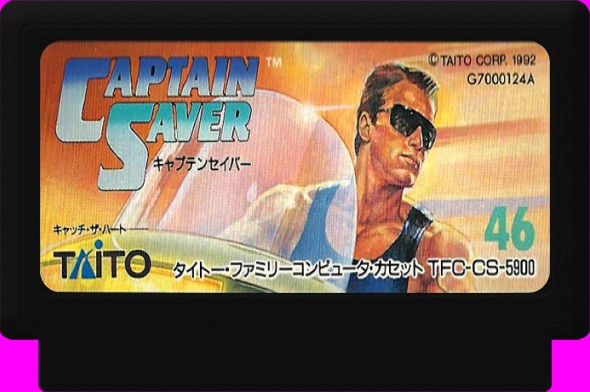 CAPTAIN SAVER™
キャプテンセイバー
©TAITO CORP. 1992
G7000124A
46
キャッチ・ザ・ハート
TAITO
タイトー・ファミリーコンピュータ・カセット TFC-CS-5900